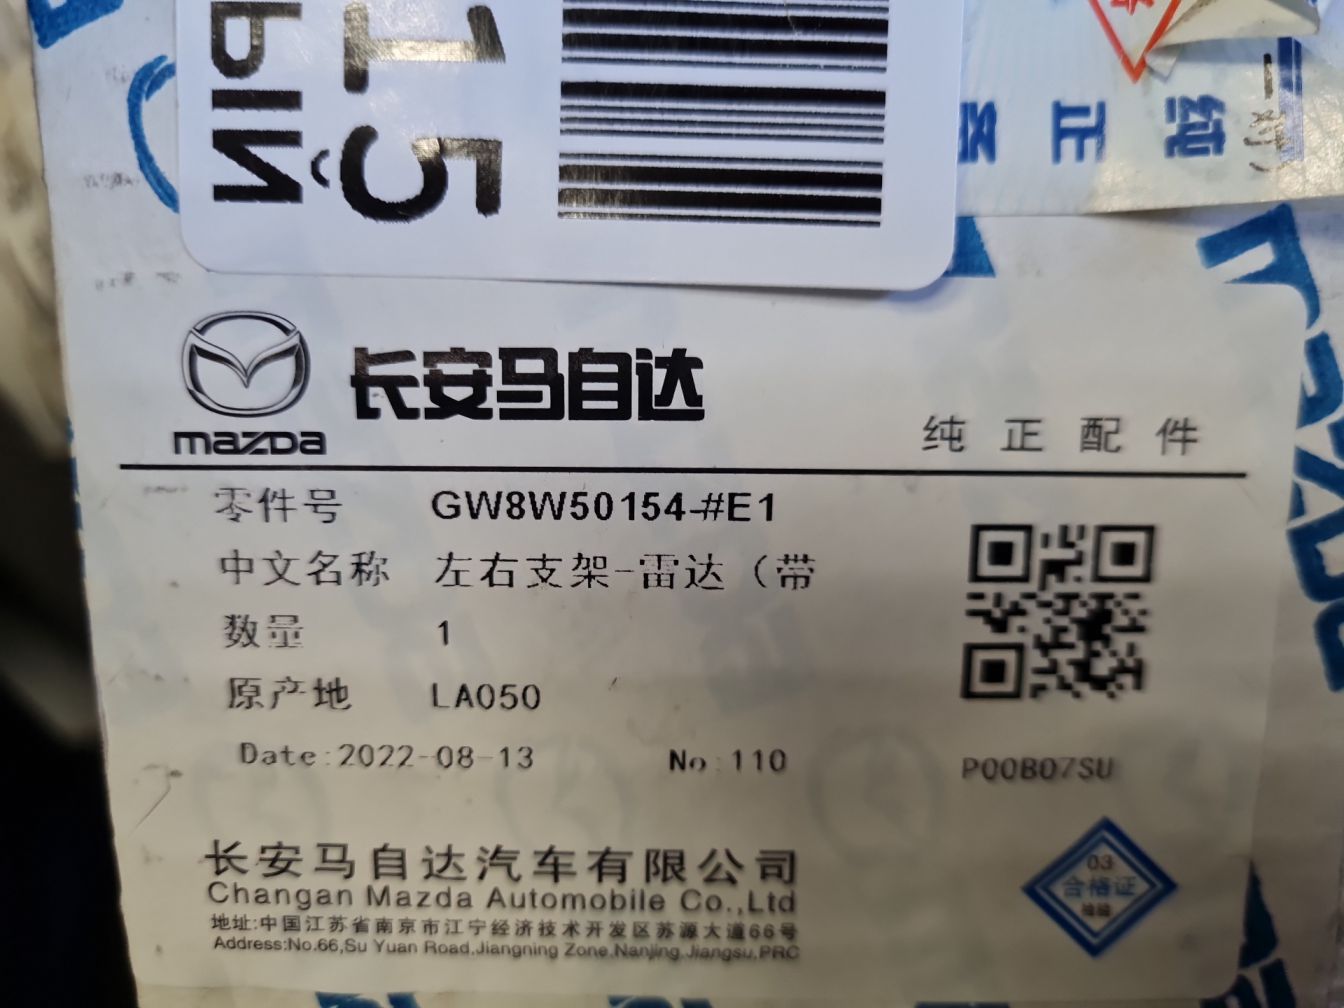 ЫЙ
15
纯正
mazda
长安马自达
纯正配件
零件号 GW8W50154-#E1
中文名称 左右支架-雷达（带
数量 1
原产地 LA050
Date:2022-08-13 No:110
P00B07SU
03
合格证
长安马自达汽车有限公司
Changan Mazda Automobile Co.,Ltd
地址:中国江苏省南京市江宁经济技术开发区苏源大道66号
Address:No.66,Su Yuan Road,Jiangning Zone,Nanjing,Jiangsu,PRC